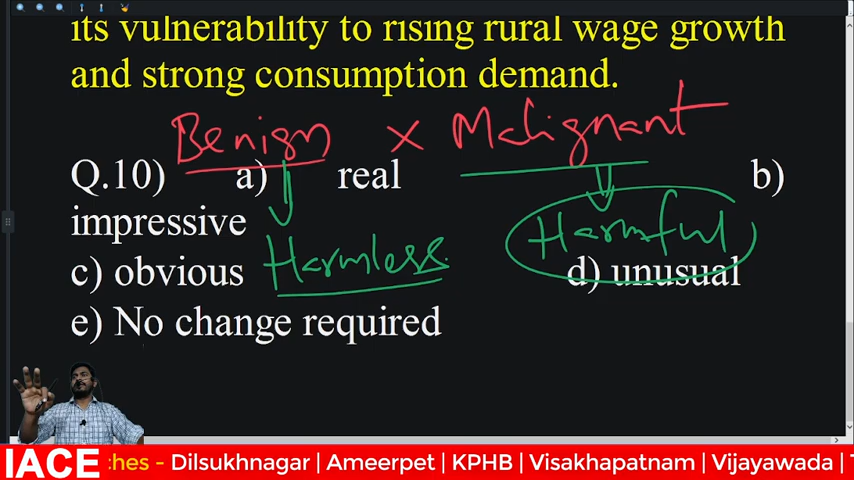 its vulnerability to rising rural wage growth
and strong consumption demand.
Benign × Malignant
Q.10) a) real b)
impressive
Harmless Harmful
c) obvious d) unusual
e) No change required
IACE ches - Dilsukhnagar | Ameerpet | KPHB | Visakhapatnam | Vijayawada |